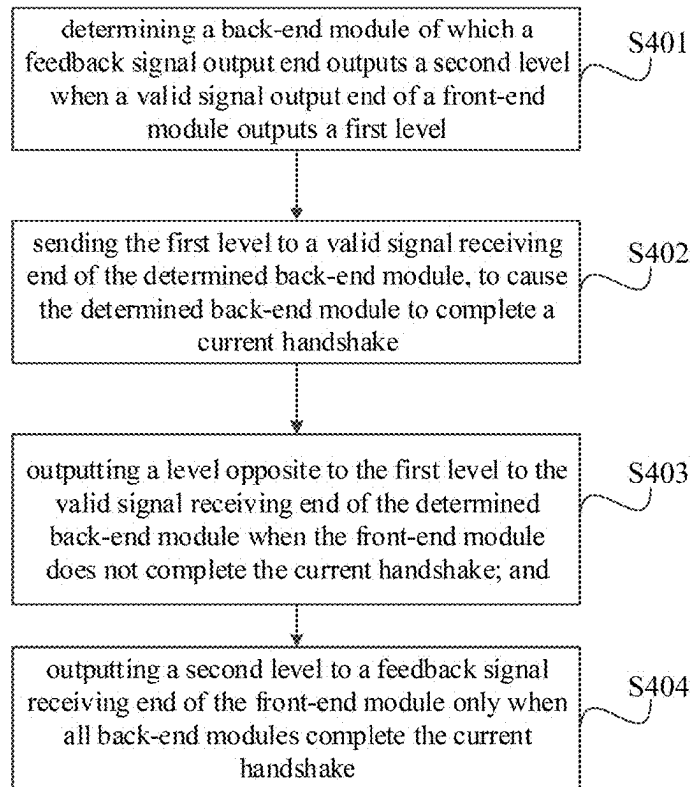 determining a back-end module of which a
feedback signal output end outputs a second level
when a valid signal output end of a front-end
module outputs a first level
S401
sending the first level to a valid signal receiving
end of the determined back-end module, to cause
the determined back-end module to complete a
current handshake
S402
outputting a level opposite to the first level to the
valid signal receiving end of the determined
back-end module when the front-end module
does not complete the current handshake; and
S403
outputting a second level to a feedback signal
receiving end of the front-end module only when
all back-end modules complete the current
handshake
S404